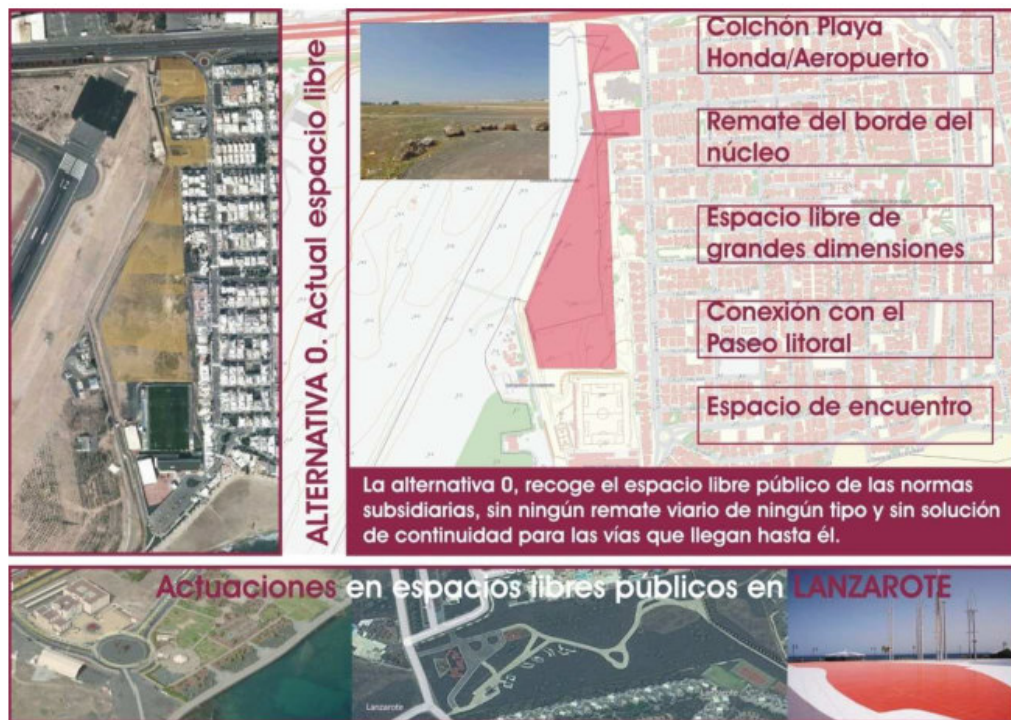 ALTERNATIVA 0. Actual espacio libre
Colchón Playa
Honda/Aeropuerto
Remate del borde del
núcleo
Espacio libre de
grandes dimensiones
Conexión con el
Paseo litoral
Espacio de encuentro
La alternativa 0, recoge el espacio libre público de las normas
subsidiarias, sin ningún remate viario de ningún tipo y sin solución
de continuidad para las vías que llegan hasta él.
Actuaciones en espacios libres públicos en LANZAROTE
Lanzarote
Lanzarote